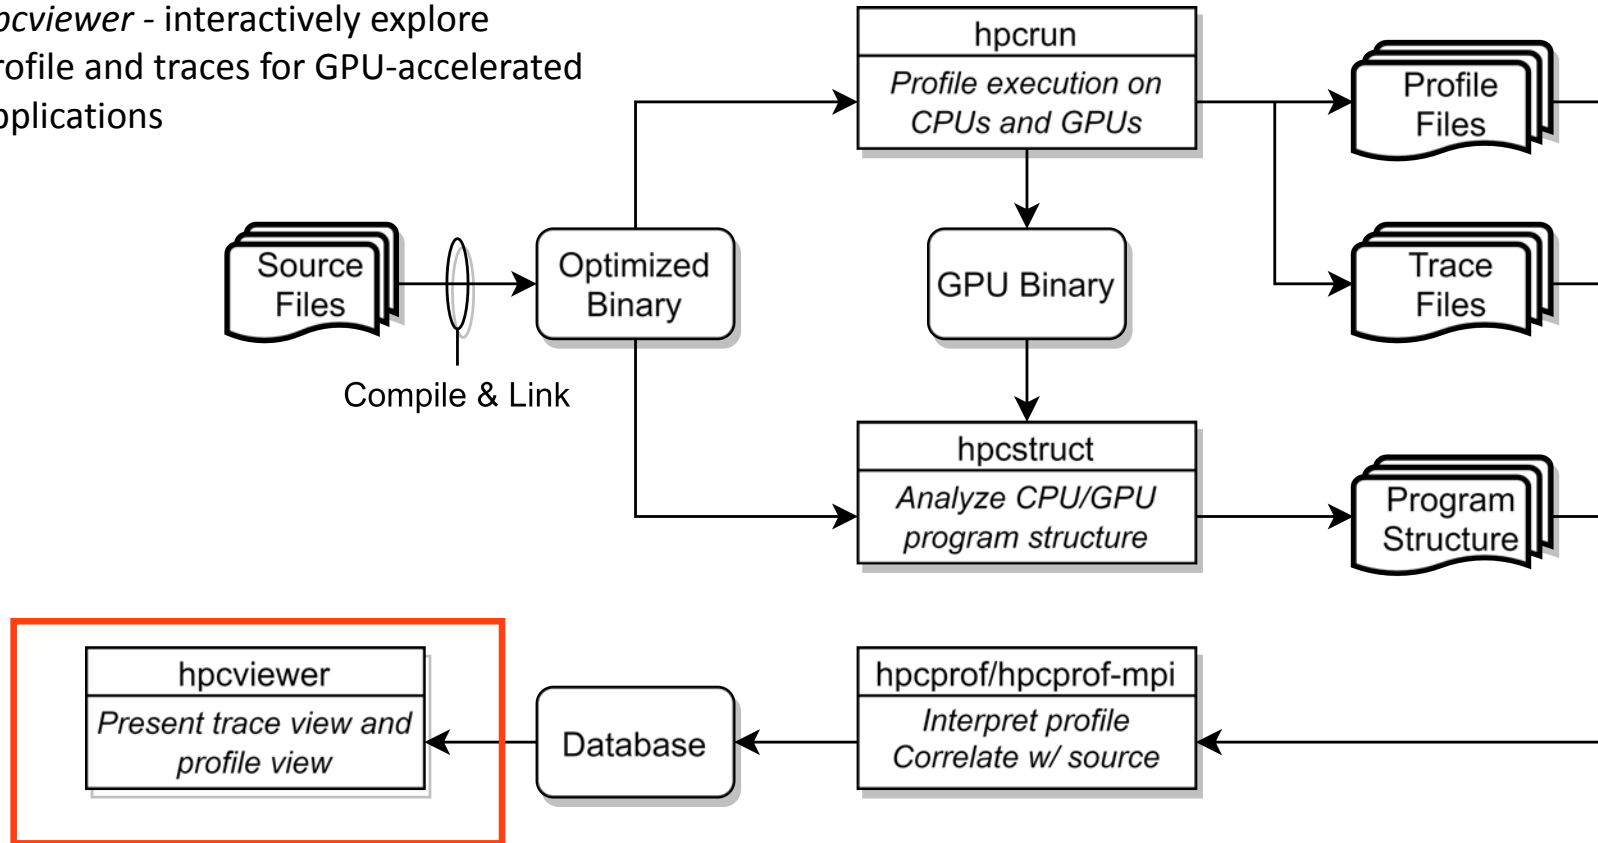 pcviewer - interactively explore
rofile and traces for GPU-accelerated
pplications
hpcrun
Profile execution on
CPUs and GPUs
Profile
Files
Source
Files
Optimized
Binary
GPU Binary
Trace
Files
Compile & Link
hpcstruct
Analyze CPU/GPU
program structure
Program
Structure
hpcviewer
Present trace view and
profile view
Database
hpcprof/hpcprof-mpi
Interpret profile
Correlate w/ source